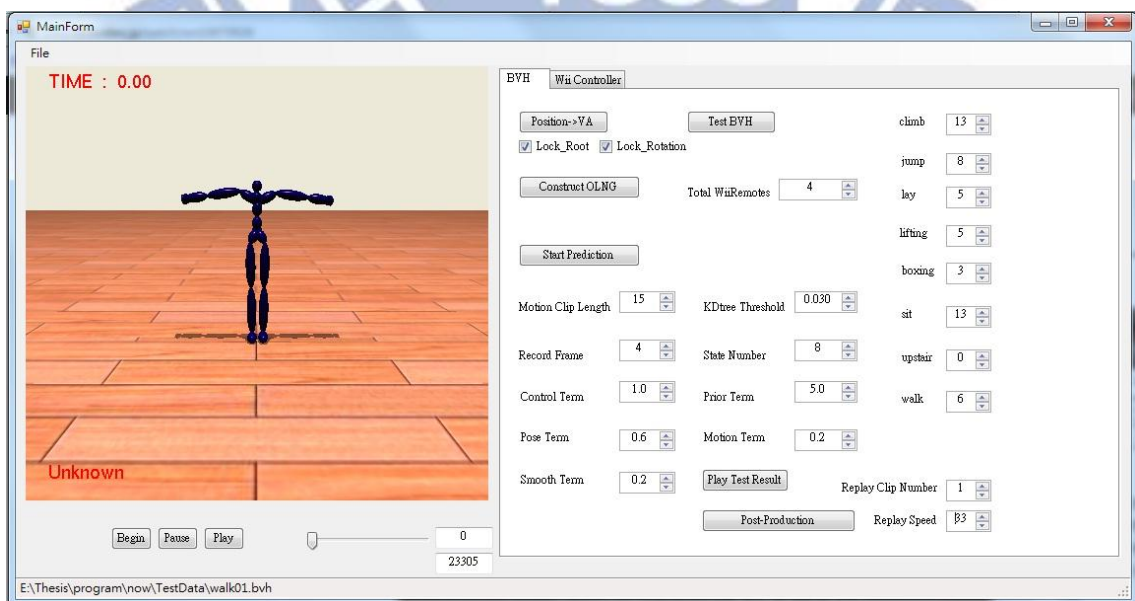 MainForm
File
TIME : 0.00
Unknown
Begin
Pause
Play
0
23305
BVH
Wii Controller
Position->VA
Test BVH
Lock_Root
Lock_Rotation
Construct OLNG
Total WiiRemotes
4
Start Prediction
Motion Clip Length
15
KDtree Threshold
0.030
Record Frame
4
State Number
8
Control Term
1.0
Prior Term
5.0
Pose Term
0.6
Motion Term
0.2
Smooth Term
0.2
Play Test Result
Post-Production
climb
13
jump
8
lay
5
lifting
5
boxing
3
sit
13
upstair
0
walk
6
Replay Clip Number
1
Replay Speed
33
E:\Thesis\program\now\TestData\walk01.bvh